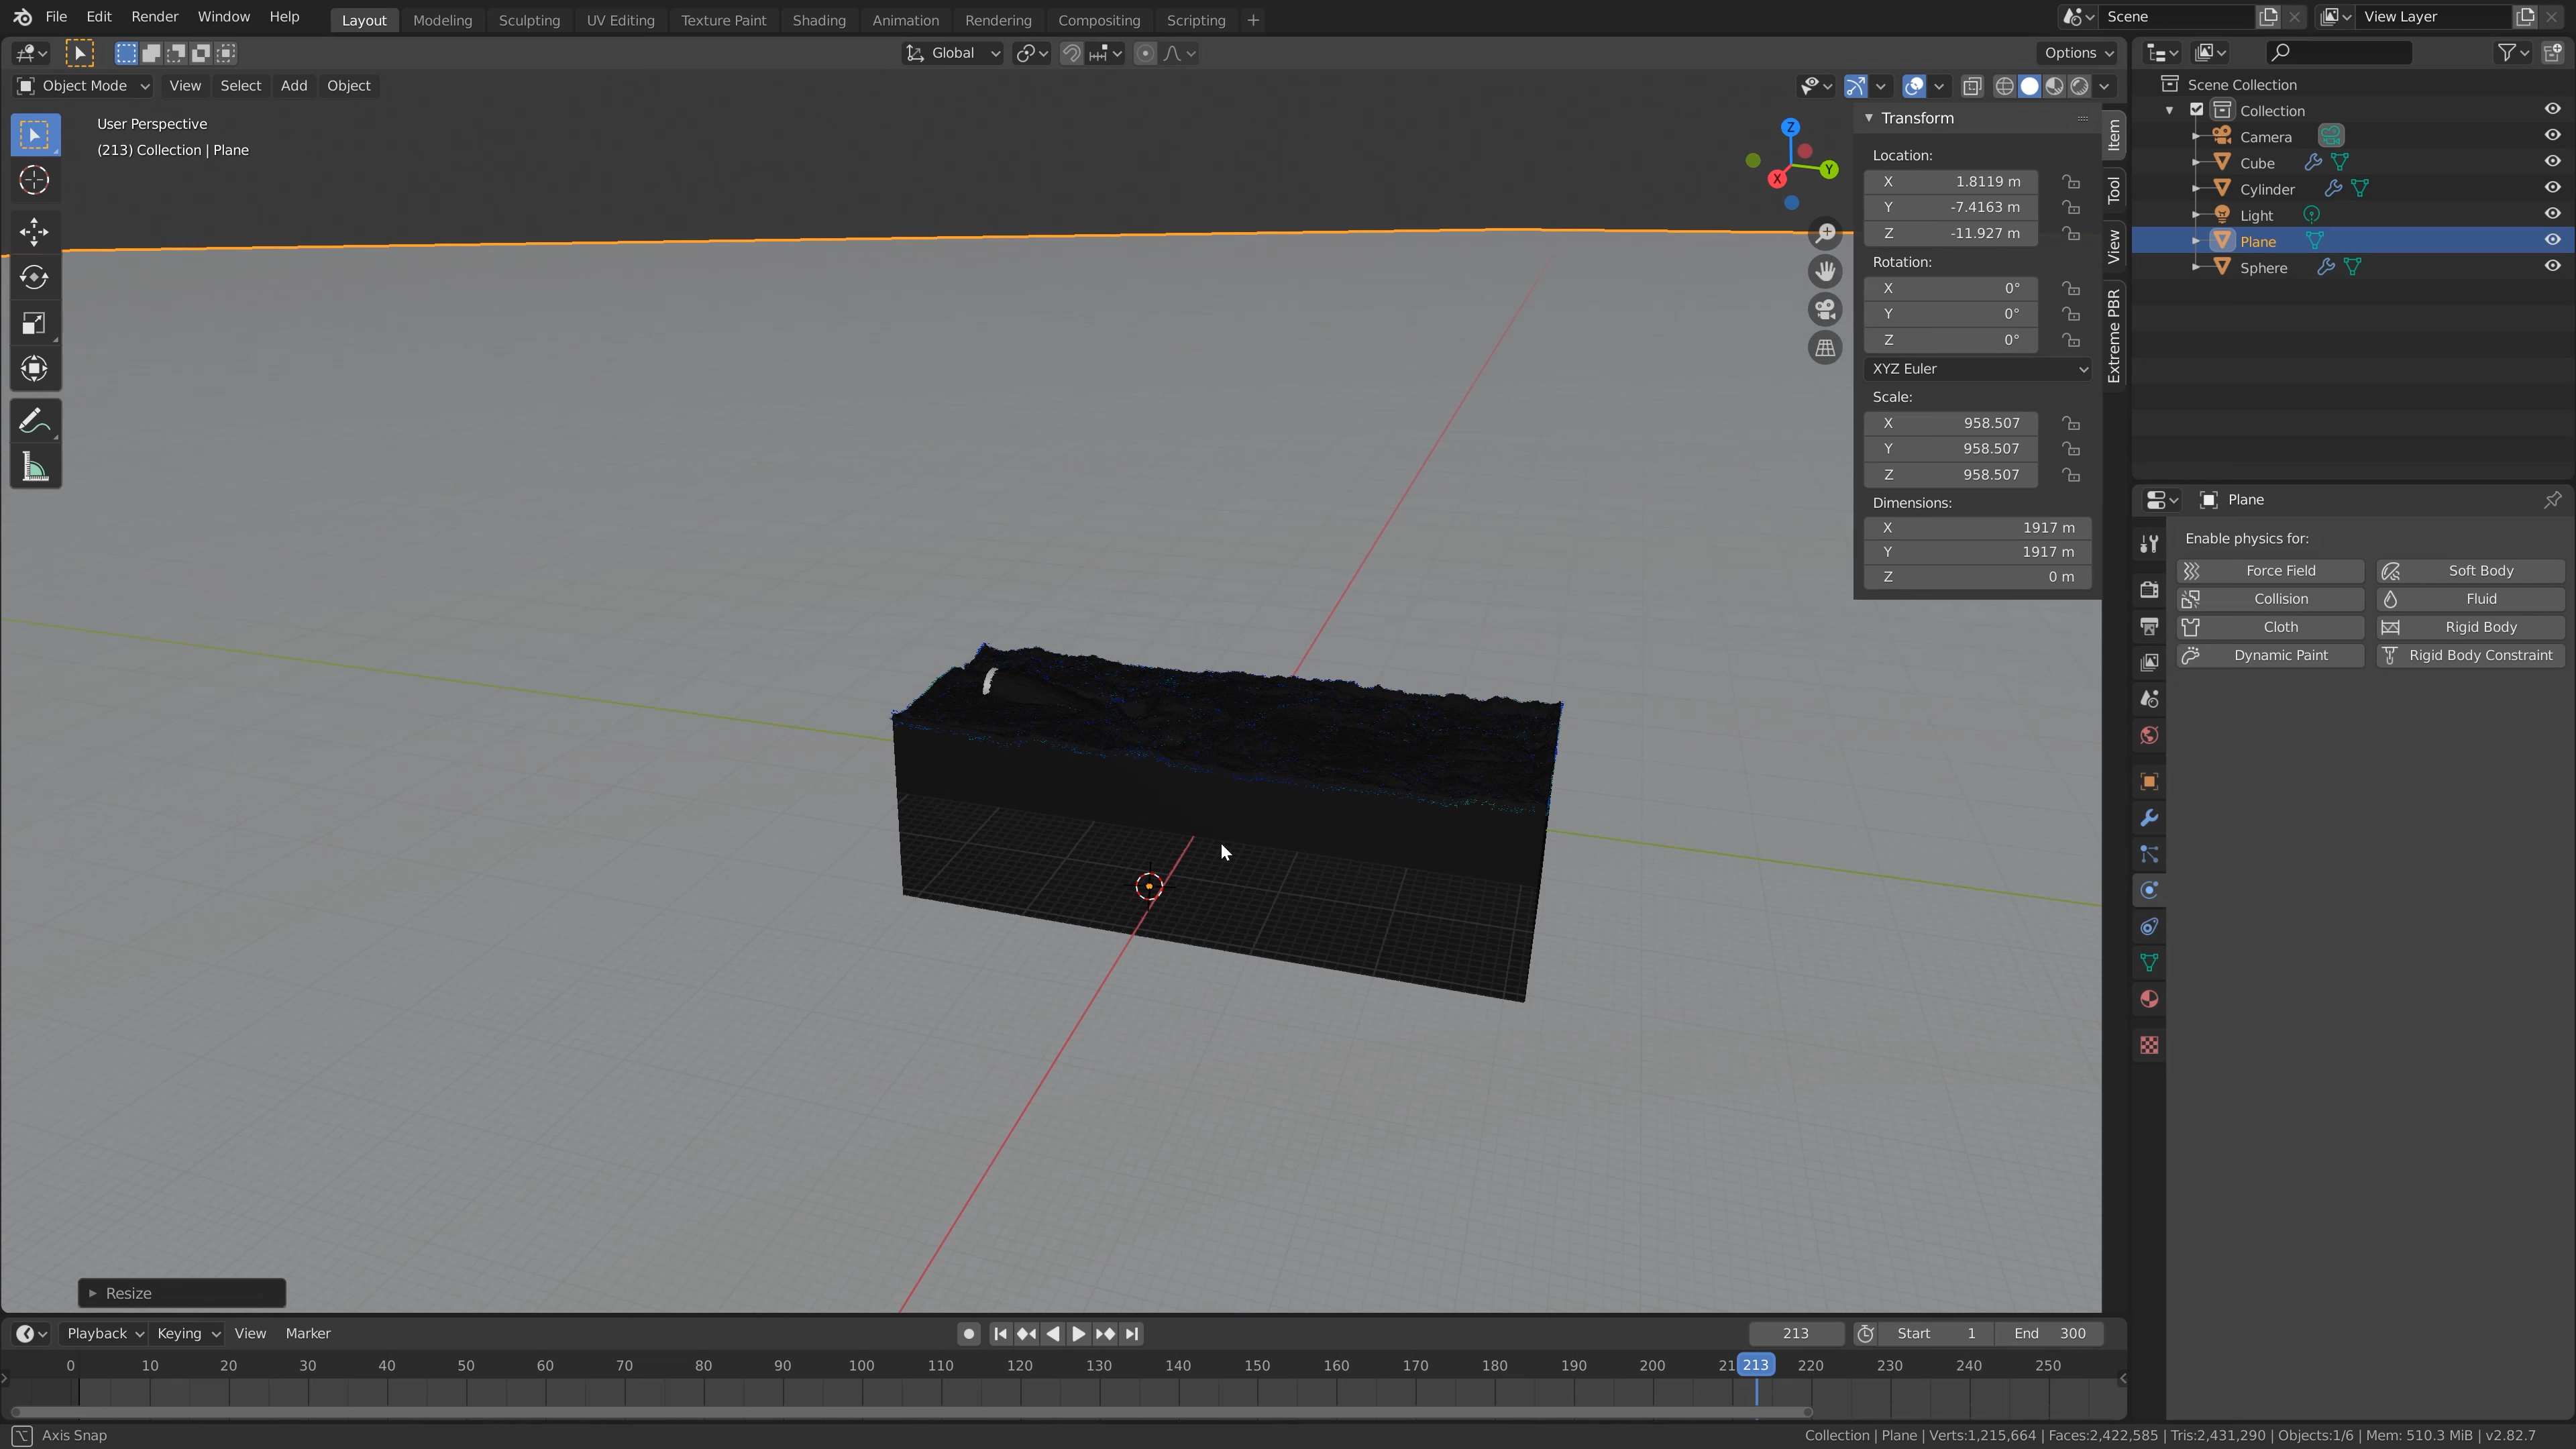 File Edit Render Window Help
Layout Modeling Sculpting UV Editing Texture Paint Shading Animation Rendering Compositing Scripting +
Scene
View Layer
Global
Options
Object Mode View Select Add Object
User Perspective
(213) Collection | Plane
Z
Y
X
Transform
Location:
X 1.8119 m
Y -7.4163 m
Z -11.927 m
Rotation:
X 0°
Y 0°
Z 0°
XYZ Euler
Scale:
X 958.507
Y 958.507
Z 958.507
Dimensions:
X 1917 m
Y 1917 m
Z 0 m
Item
Tool
View
Extreme PBR
Scene Collection
Collection
Camera
Cube
Cylinder
Light
Plane
Sphere
Plane
Enable physics for:
Force Field Soft Body
Collision Fluid
Cloth Rigid Body
Dynamic Paint Rigid Body Constraint
Resize
Playback Keying View Marker
213 Start 1 End 300
0 10 20 30 40 50 60 70 80 90 100 110 120 130 140 150 160 170 180 190 200 21 213 220 230 240 250
Axis Snap
Collection | Plane | Verts:1,215,664 | Faces:2,422,585 | Tris:2,431,290 | Objects:1/6 | Mem: 510.3 MiB | v2.82.7